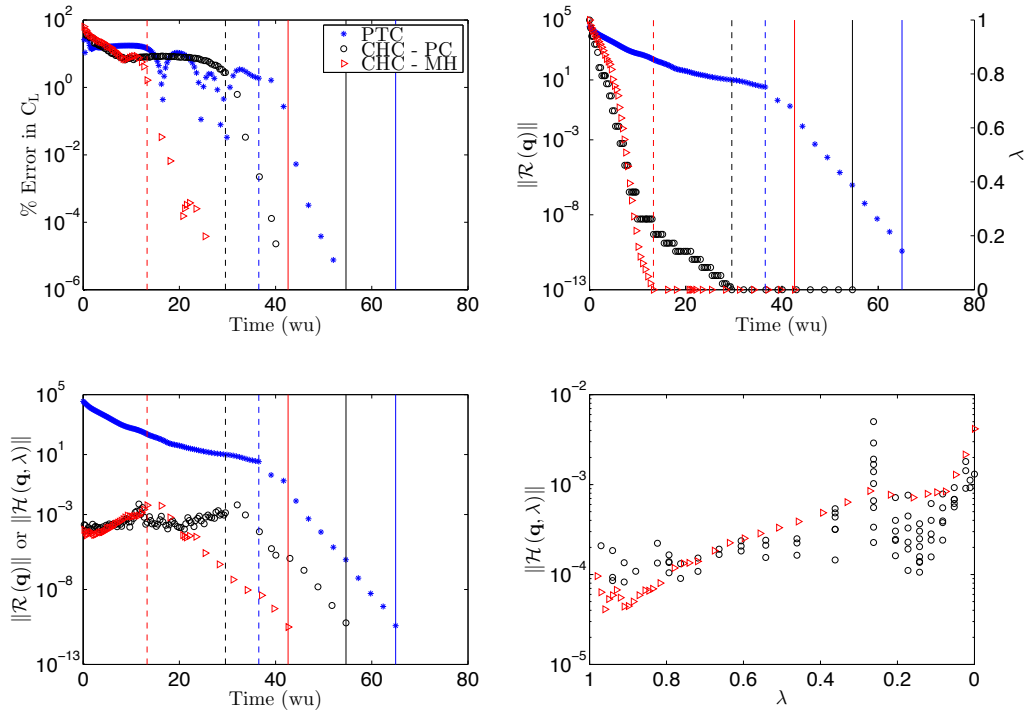 10^6
10^4
10^2
10^0
10^-2
10^-4
10^-6
% Error in C_L
0 20 40 60 80
Time (wu)
PTC
CHC - PC
CHC - MH
10^5
10^1
10^-3
10^-8
10^-13
‖R(q)‖
1
0.8
0.6
0.4
0.2
0
λ
0 20 40 60 80
Time (wu)
10^5
10^1
10^-3
10^-8
10^-13
‖R(q)‖ or ‖H(q, λ)‖
0 20 40 60 80
Time (wu)
10^-2
10^-3
10^-4
10^-5
‖H(q, λ)‖
1 0.8 0.6 0.4 0.2 0
λ